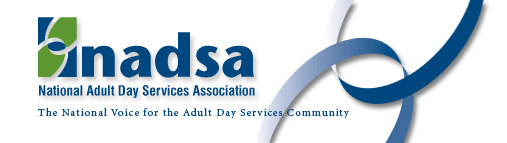 nadsa
National Adult Day Services Association
The National Voice for the Adult Day Services Community